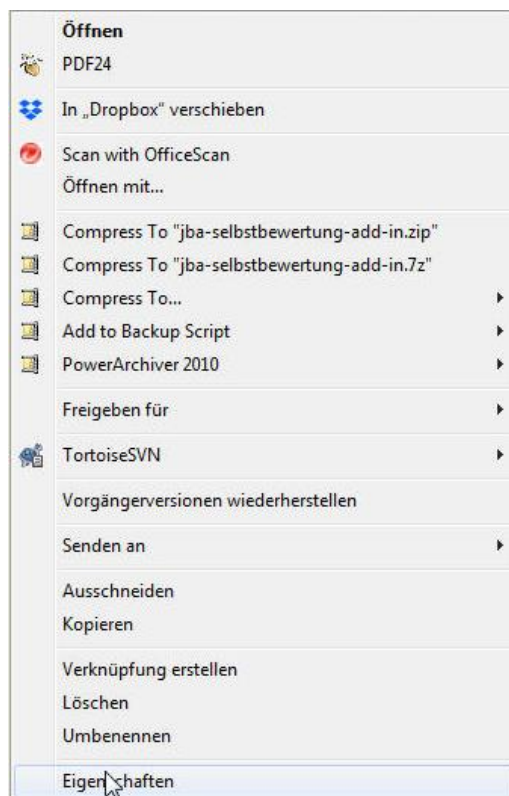 Öffnen
PDF24
In „Dropbox“ verschieben
Scan with OfficeScan
Öffnen mit...
Compress To "jba-selbstbewertung-add-in.zip"
Compress To "jba-selbstbewertung-add-in.7z"
Compress To...
Add to Backup Script
PowerArchiver 2010
Freigeben für
TortoiseSVN
Vorgängerversionen wiederherstellen
Senden an
Ausschneiden
Kopieren
Verknüpfung erstellen
Löschen
Umbenennen
Eigenschaften